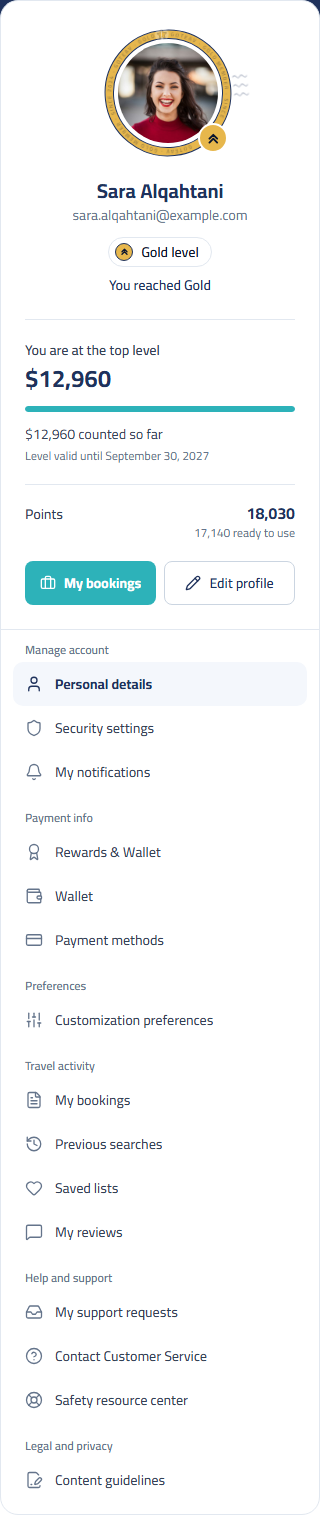 Sara Alqahtani
sara.alqahtani@example.com
Gold level
You reached Gold
You are at the top level
$12,960
$12,960 counted so far
Level valid until September 30, 2027
Points 18,030
17,140 ready to use
My bookings Edit profile
Manage account
Personal details
Security settings
My notifications
Payment info
Rewards & Wallet
Wallet
Payment methods
Preferences
Customization preferences
Travel activity
My bookings
Previous searches
Saved lists
My reviews
Help and support
My support requests
Contact Customer Service
Safety resource center
Legal and privacy
Content guidelines